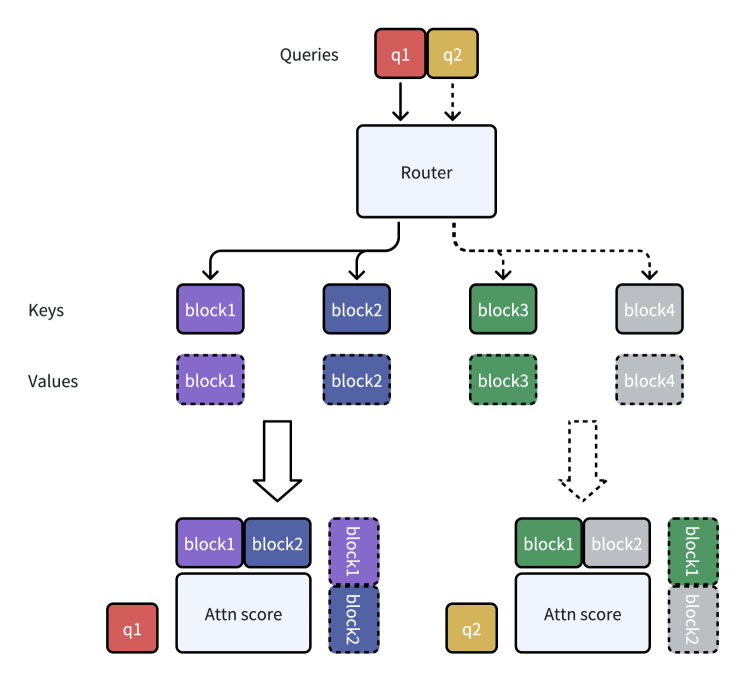 Queries
q1
q2
Router
Keys
block1
block2
block3
block4
Values
block1
block2
block3
block4
block1
block2
block1
block2
Attn score
q1
block1
block2
block1
block2
Attn score
q2